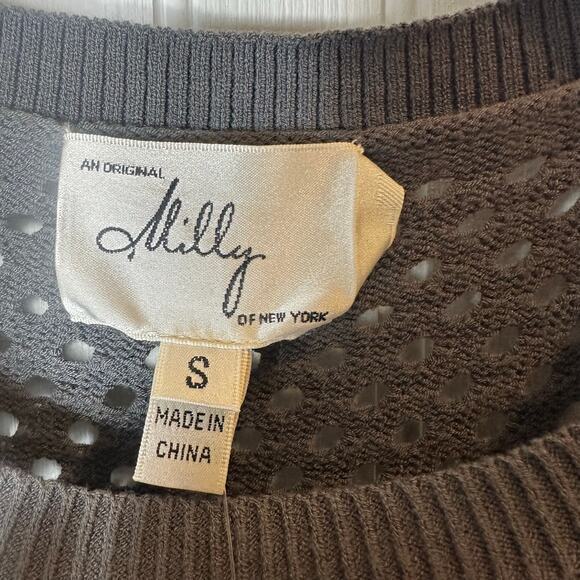 AN ORIGINAL
Milly
OF NEW YORK
S
MADE IN
CHINA